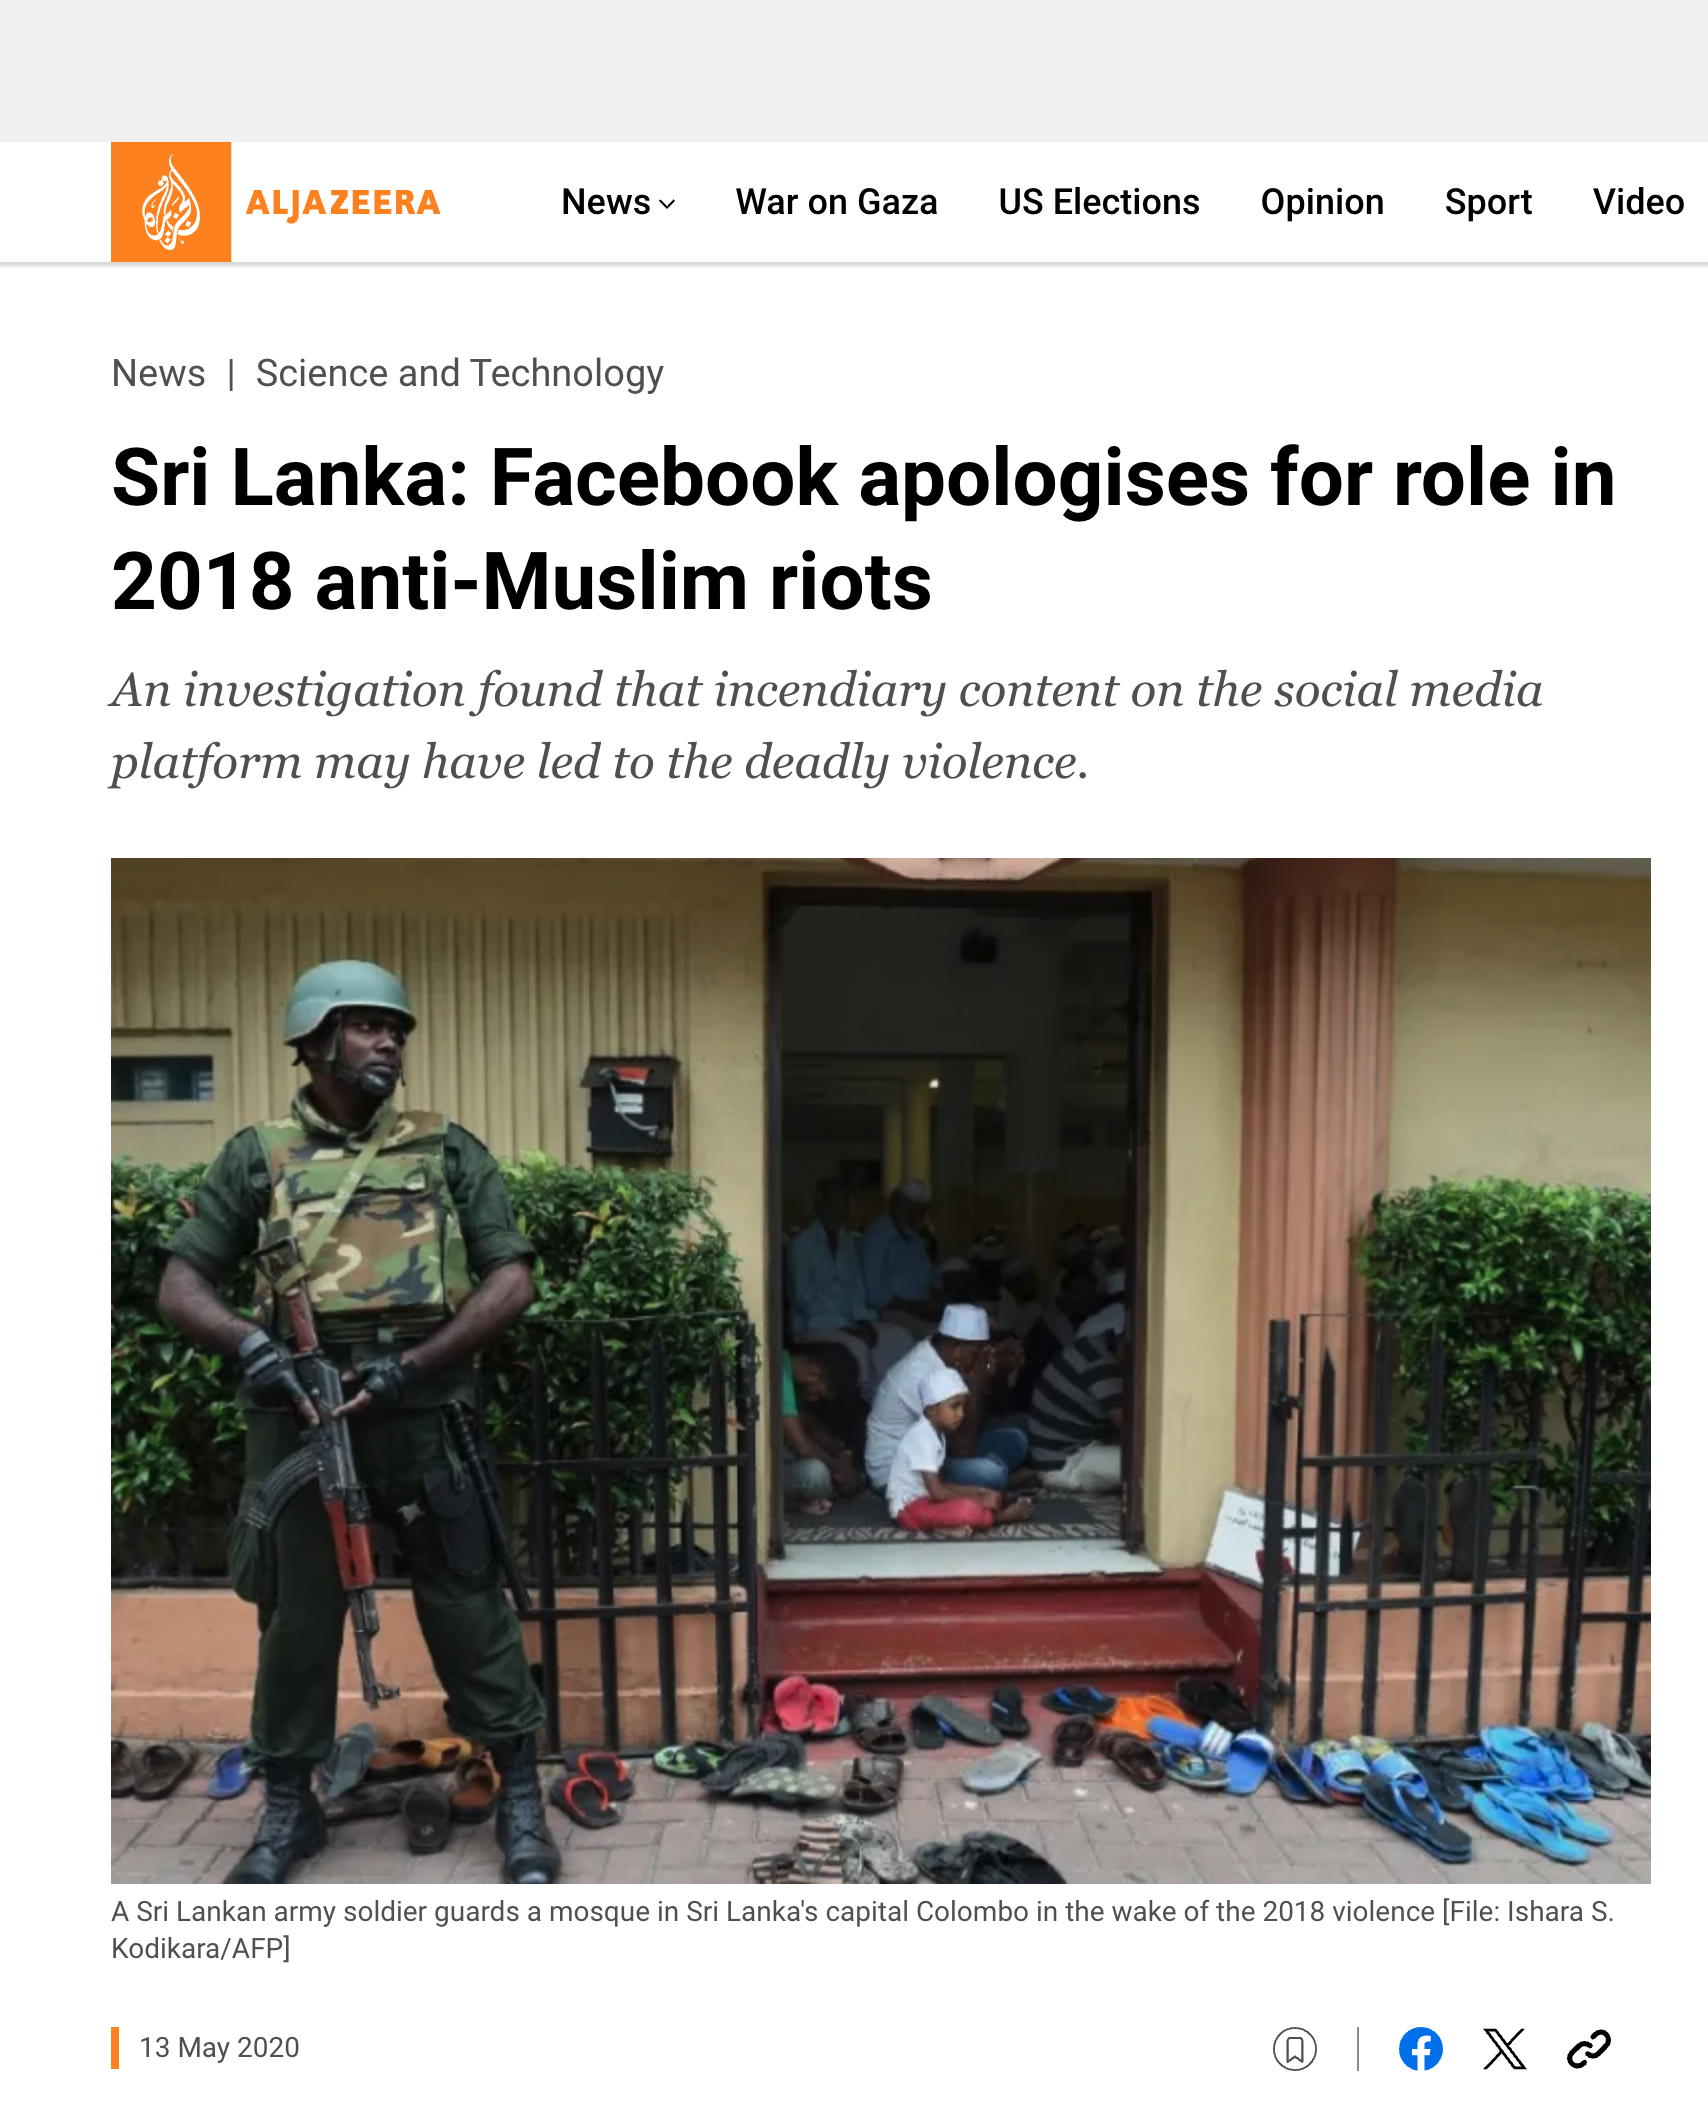 ALJAZEERA
News War on Gaza US Elections Opinion Sport Video
News | Science and Technology
Sri Lanka: Facebook apologises for role in
2018 anti-Muslim riots
An investigation found that incendiary content on the social media
platform may have led to the deadly violence.
A Sri Lankan army soldier guards a mosque in Sri Lanka's capital Colombo in the wake of the 2018 violence [File: Ishara S.
Kodikara/AFP]
13 May 2020